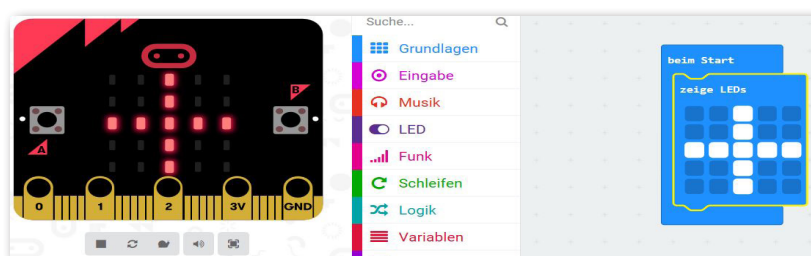 B
A
0 1 2 3V GND
Suche...
Grundlagen
Eingabe
Musik
LED
Funk
Schleifen
Logik
Variablen
beim Start
zeige LEDs